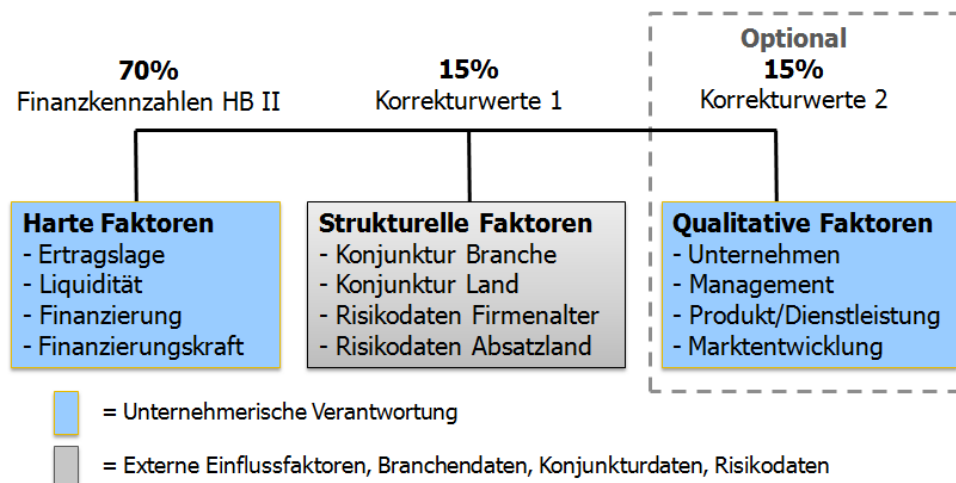 70%
Finanzkennzahlen HB II
15%
Korrekturwerte 1
Optional
15%
Korrekturwerte 2
Harte Faktoren
- Ertragslage
- Liquidität
- Finanzierung
- Finanzierungskraft
Strukturelle Faktoren
- Konjunktur Branche
- Konjunktur Land
- Risikodaten Firmenalter
- Risikodaten Absatzland
Qualitative Faktoren
- Unternehmen
- Management
- Produkt/Dienstleistung
- Marktentwicklung
= Unternehmerische Verantwortung
= Externe Einflussfaktoren, Branchendaten, Konjunkturdaten, Risikodaten